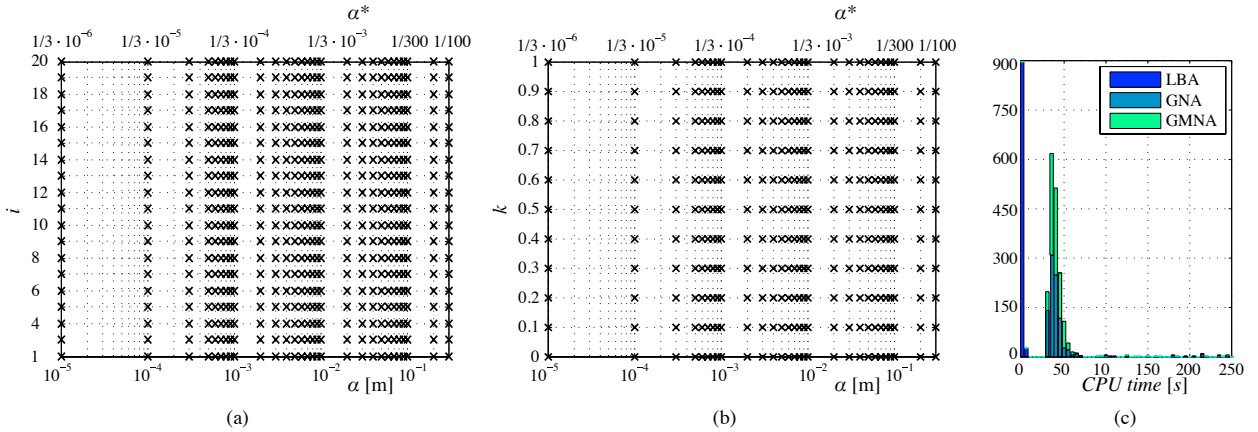 α*
1/3 · 10⁻⁶ 1/3 · 10⁻⁵ 1/3 · 10⁻⁴ 1/3 · 10⁻³ 1/300 1/100
20
18
16
14
12
10
8
6
4
1
i
10⁻⁵ 10⁻⁴ 10⁻³ 10⁻² 10⁻¹
α [m]
(a)
α*
1/3 · 10⁻⁶ 1/3 · 10⁻⁵ 1/3 · 10⁻⁴ 1/3 · 10⁻³ 1/300 1/100
1
0.9
0.8
0.7
0.6
0.5
0.4
0.3
0.2
0.1
0
k
10⁻⁵ 10⁻⁴ 10⁻³ 10⁻² 10⁻¹
α [m]
(b)
900
750
600
450
300
150
0
LBA
GNA
GMNA
0 50 100 150 200 250
CPU time [s]
(c)